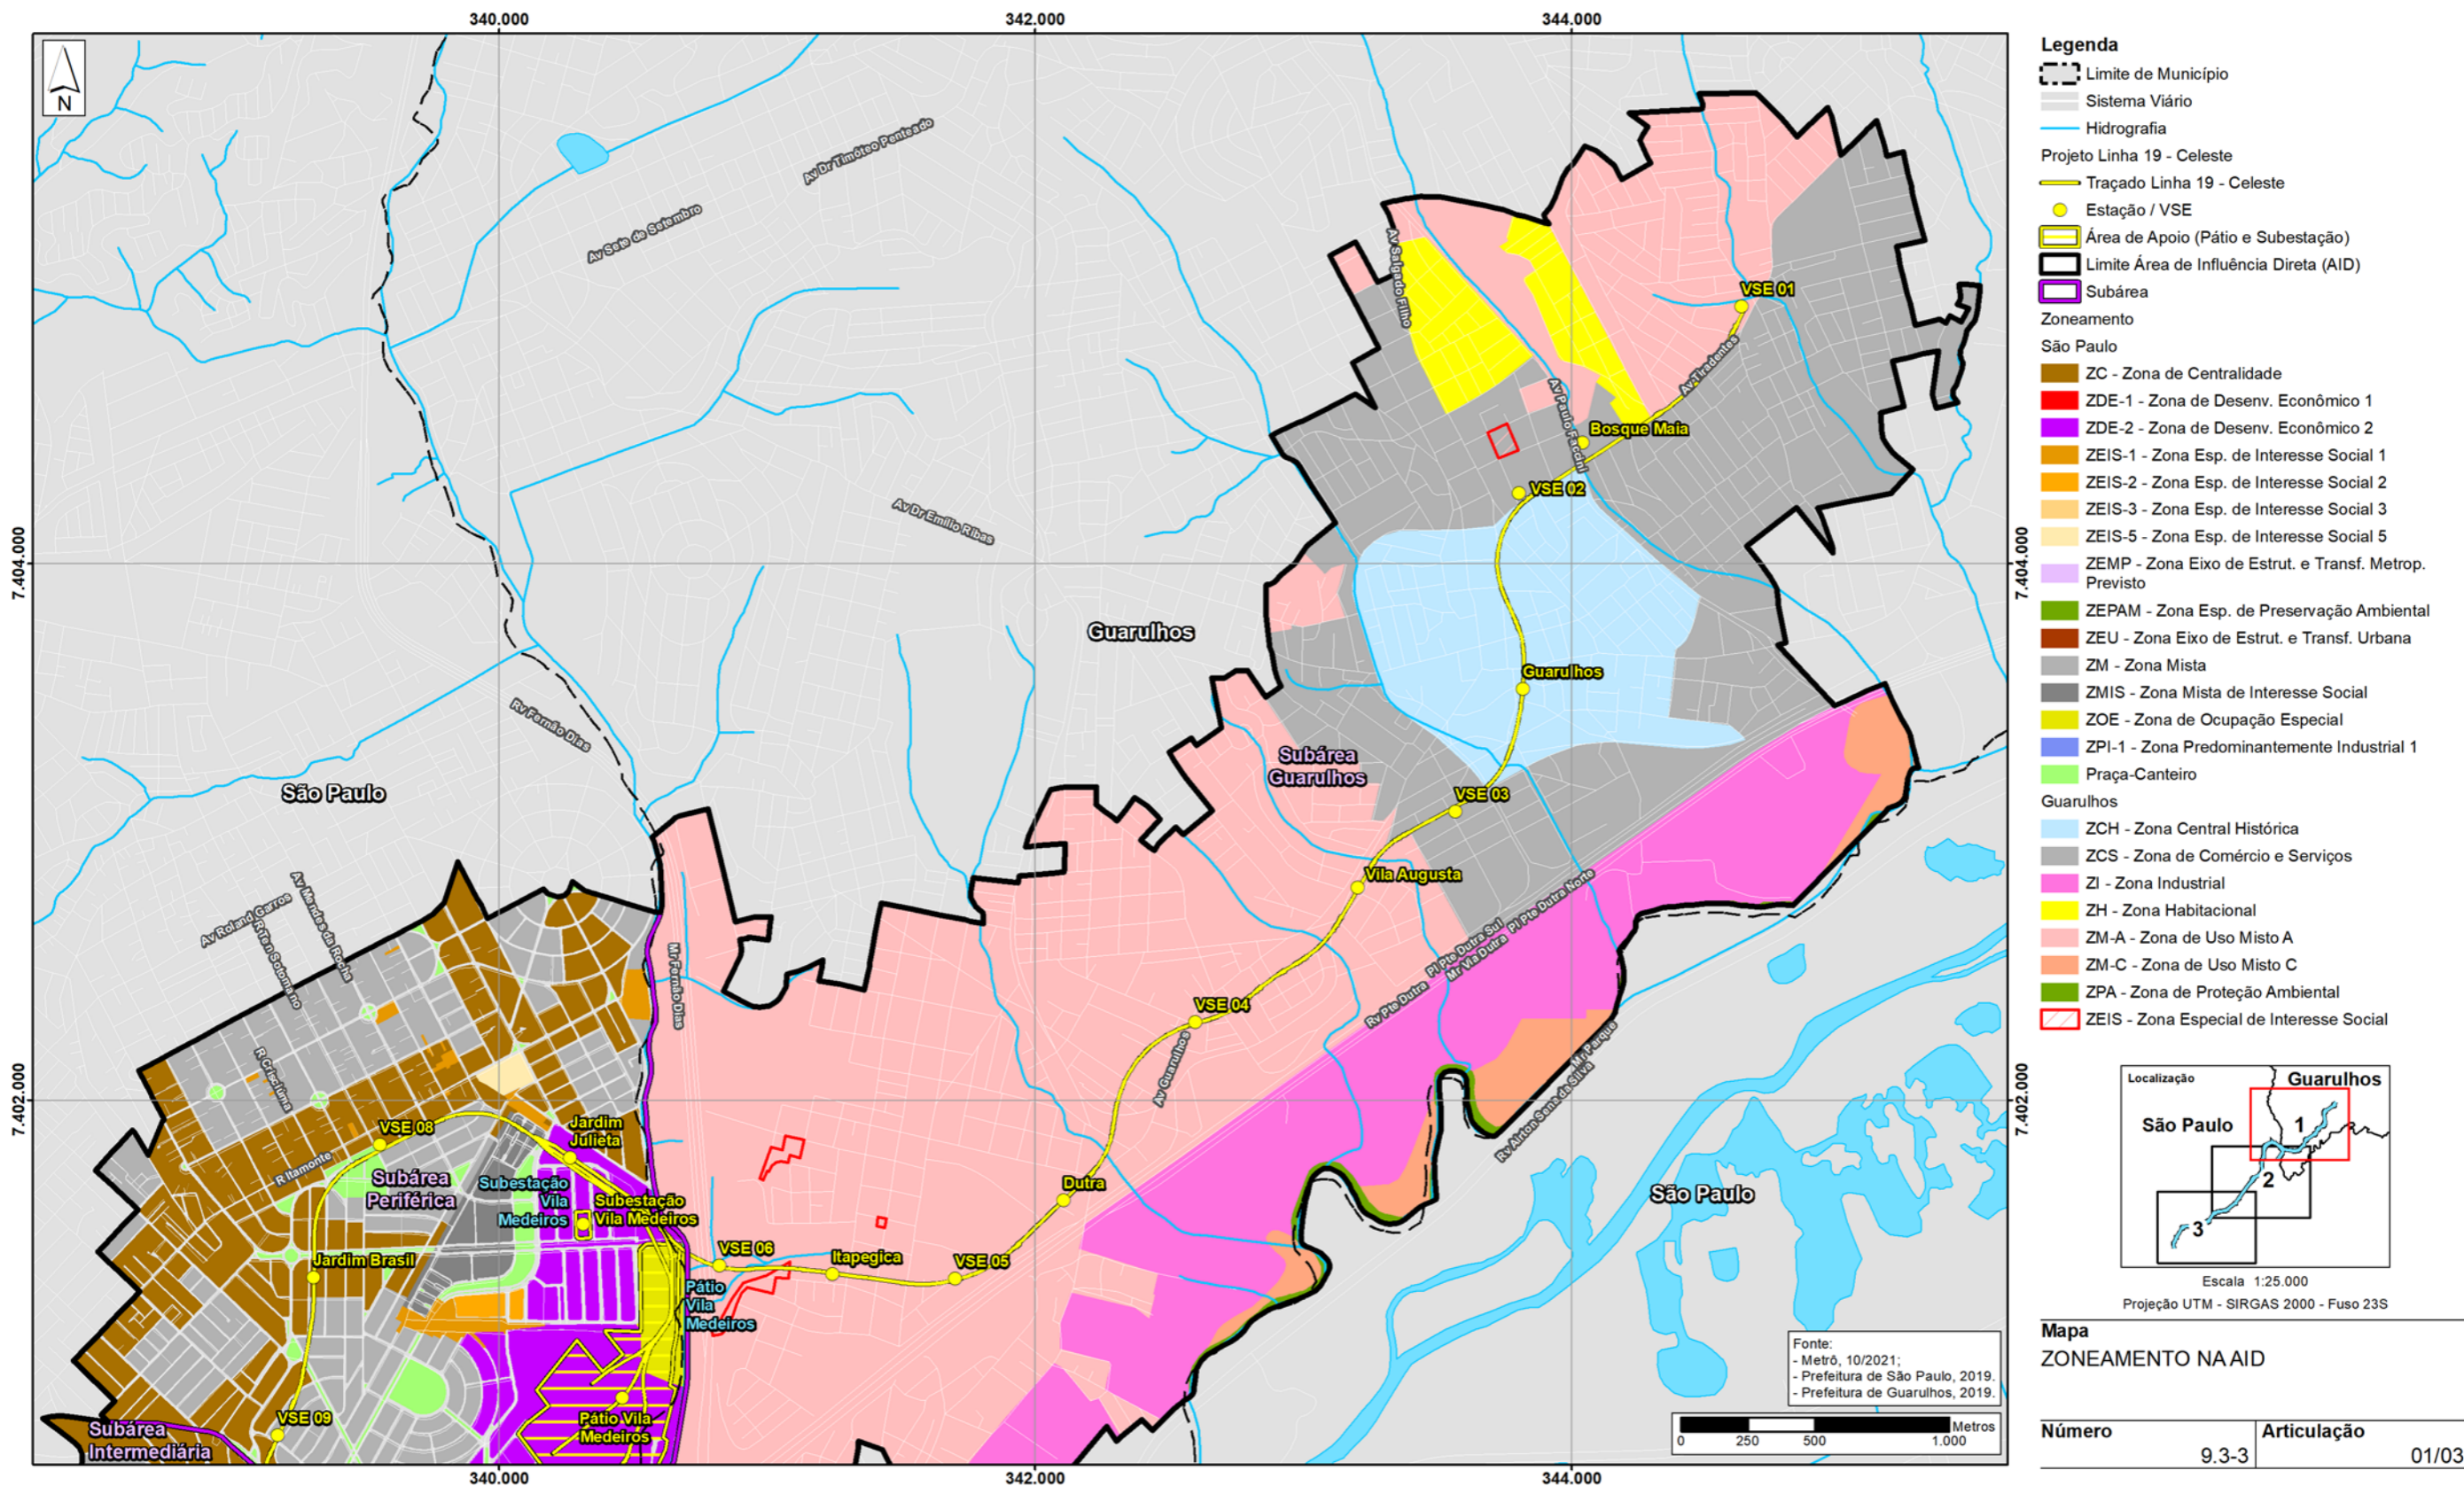 340.000
342.000
344.000
N
Av Dr Timóteo Penteado
Av Sete de Setembro
Av Salgado Filho
VSE 01
Av Tiradentes
Av Paulo Faccini
Bosque Maia
VSE 02
Av Dr Emílio Ribas
7.404.000
7.404.000
Guarulhos
Guarulhos
Rv Fernão Dias
Subárea
Guarulhos
São Paulo
VSE 03
Vila Augusta
Av Roland Garros
R Ten Sotomano
Av Mendes da Rocha
Mr Fernão Dias
Pl Pte Dutra Sul
Pl Pte Dutra Norte
Mr Via Dutra
Rv Pte Dutra
VSE 04
Av Guarulhos
R Criscluma
Mr Parque
Rv Airton Sena da Silva
7.402.000
7.402.000
VSE 08
Jardim
Julieta
R Itamonte
Subárea
Periférica
Subestação
Vila
Medeiros
Subestação
Vila Medeiros
Dutra
São Paulo
Jardim Brasil
VSE 06
Itapegica
VSE 05
Pátio
Vila
Medeiros
VSE 09
Pátio Vila
Medeiros
Subárea
Intermediária
Fonte:
- Metrô, 10/2021;
- Prefeitura de São Paulo, 2019.
- Prefeitura de Guarulhos, 2019.
Metros
0 250 500 1.000
340.000
342.000
344.000
Legenda
Limite de Município
Sistema Viário
Hidrografia
Projeto Linha 19 - Celeste
Traçado Linha 19 - Celeste
Estação / VSE
Área de Apoio (Pátio e Subestação)
Limite Área de Influência Direta (AID)
Subárea
Zoneamento
São Paulo
ZC - Zona de Centralidade
ZDE-1 - Zona de Desenv. Econômico 1
ZDE-2 - Zona de Desenv. Econômico 2
ZEIS-1 - Zona Esp. de Interesse Social 1
ZEIS-2 - Zona Esp. de Interesse Social 2
ZEIS-3 - Zona Esp. de Interesse Social 3
ZEIS-5 - Zona Esp. de Interesse Social 5
ZEMP - Zona Eixo de Estrut. e Transf. Metrop.
Previsto
ZEPAM - Zona Esp. de Preservação Ambiental
ZEU - Zona Eixo de Estrut. e Transf. Urbana
ZM - Zona Mista
ZMIS - Zona Mista de Interesse Social
ZOE - Zona de Ocupação Especial
ZPI-1 - Zona Predominantemente Industrial 1
Praça-Canteiro
Guarulhos
ZCH - Zona Central Histórica
ZCS - Zona de Comércio e Serviços
ZI - Zona Industrial
ZH - Zona Habitacional
ZM-A - Zona de Uso Misto A
ZM-C - Zona de Uso Misto C
ZPA - Zona de Proteção Ambiental
ZEIS - Zona Especial de Interesse Social
Localização
Guarulhos
São Paulo
1
2
3
Escala 1:25.000
Projeção UTM - SIRGAS 2000 - Fuso 23S
Mapa
ZONEAMENTO NA AID
Número
9.3-3
Articulação
01/03